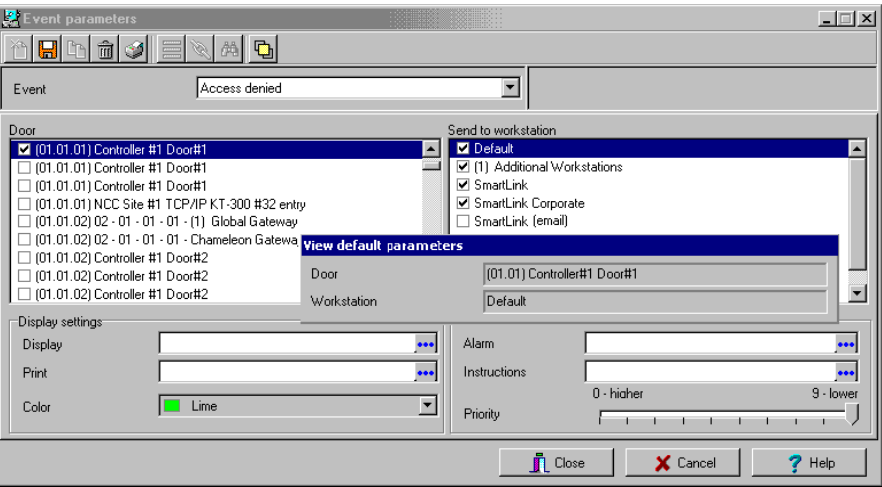 Event parameters
Event
Access denied
Door
(01.01.01) Controller #1 Door#1
(01.01.01) Controller #1 Door#1
(01.01.01) Controller #1 Door#1
(01.01.01) NCC Site #1 TCP/IP KT-300 #32 entry
(01.01.02) 02 - 01 - 01 - 01 - (1) Global Gateway
(01.01.02) 02 - 01 - 01 - 01 - Chameleon Gatewa
(01.01.02) Controller #1 Door#2
(01.01.02) Controller #1 Door#2
(01.01.02) Controller #1 Door#2
Send to workstation
Default
(1) Additional Workstations
SmartLink
SmartLink Corporate
SmartLink (email)
View default parameters
Door
(01.01) Controller#1 Door#1
Workstation
Default
Display settings
Display
Print
Color
Lime
Alarm
Instructions
0 - higher
9 - lower
Priority
Close
Cancel
Help